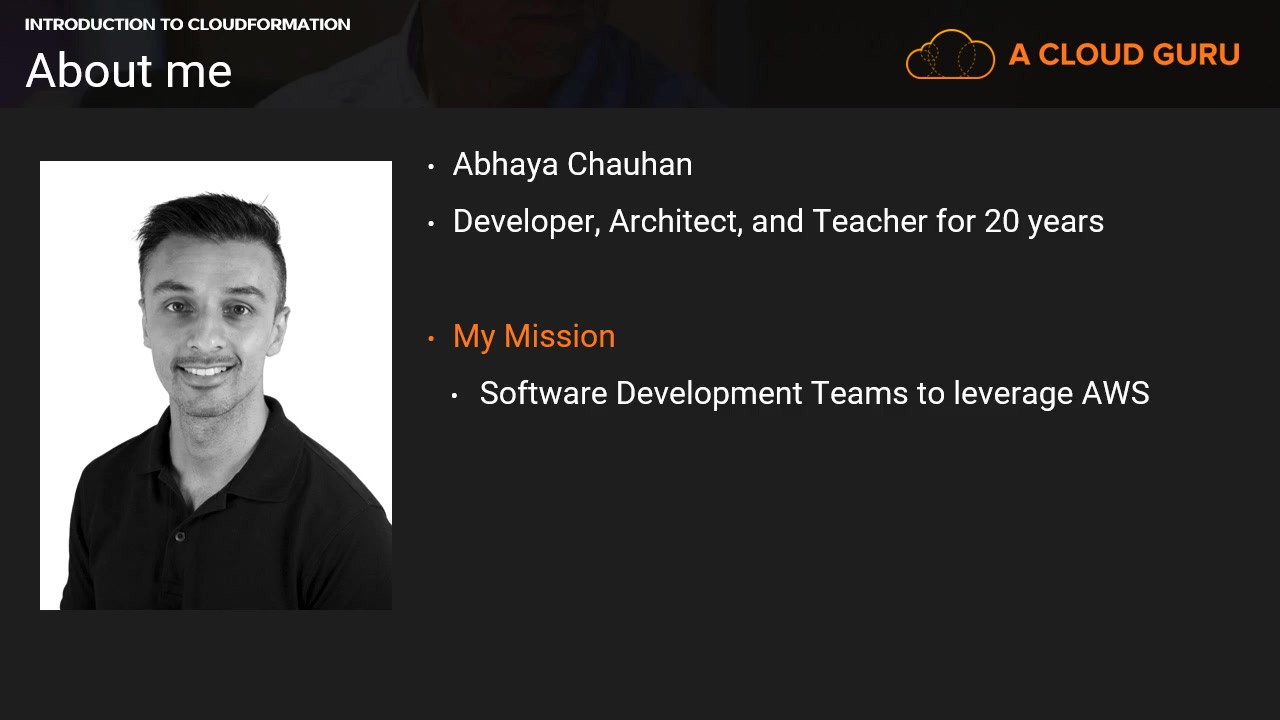 INTRODUCTION TO CLOUDFORMATION
About me
A CLOUD GURU
• Abhaya Chauhan
• Developer, Architect, and Teacher for 20 years
• My Mission
• Software Development Teams to leverage AWS